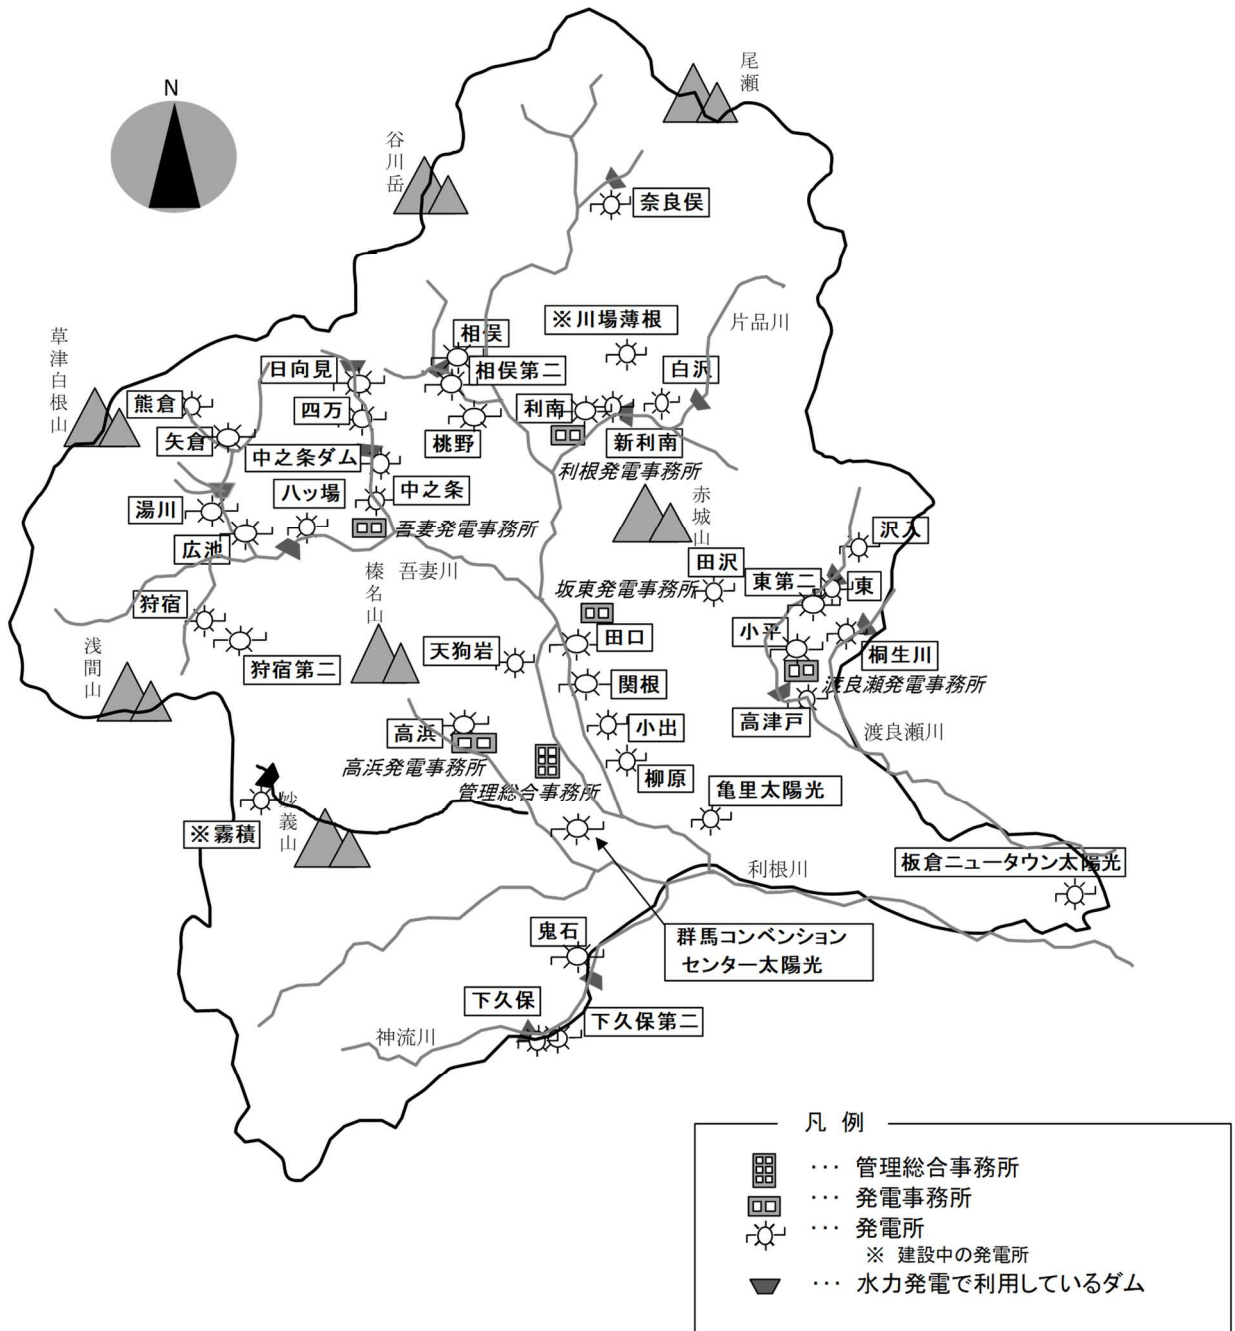 N
尾瀬
谷川岳
奈良俣
※川場薄根
片品川
草津白根山
相俣
日向見
相俣第二
白沢
熊倉
四万
利南
矢倉
桃野
新利南
中之条ダム
利根発電事務所
八ッ場
中之条
湯川
赤城山
吾妻発電事務所
沢入
広池
榛名山
吾妻川
田沢
東第二
東
坂東発電事務所
狩宿
小平
田口
浅間山
天狗岩
桐生川
狩宿第二
関根
渡良瀬発電事務所
高浜
小出
高津戸
渡良瀬川
高浜発電事務所
管理総合事務所
柳原
亀里太陽光
妙義山
※霧積
板倉ニュータウン太陽光
利根川
鬼石
群馬コンベンション
センター太陽光
下久保
下久保第二
神流川
凡 例
… 管理総合事務所
… 発電事務所
… 発電所
※ 建設中の発電所
… 水力発電で利用しているダム